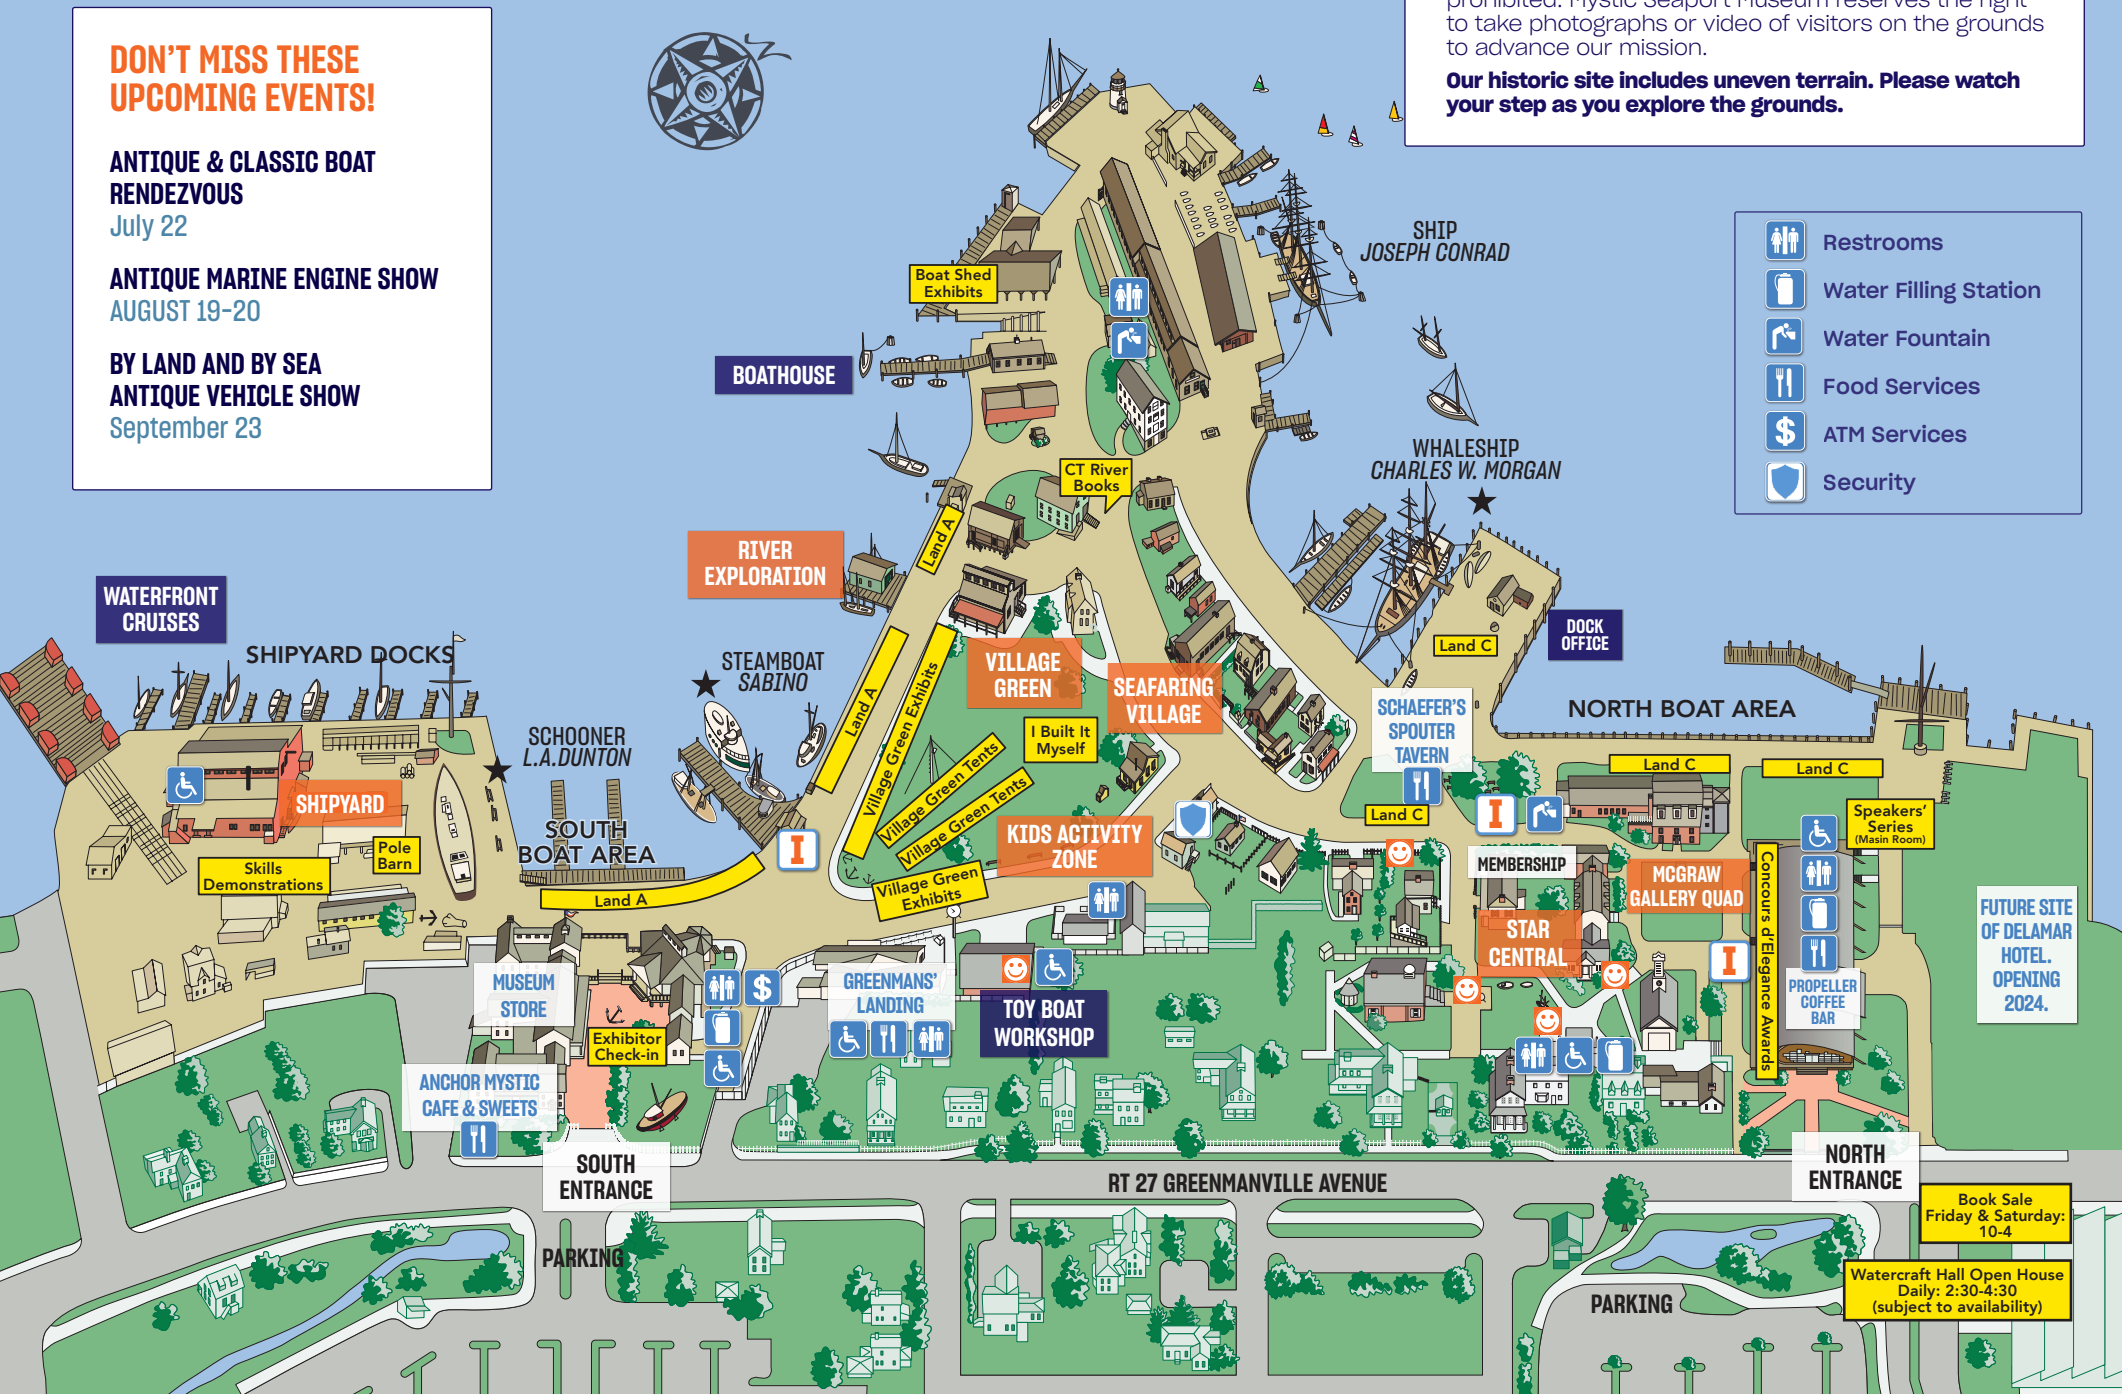 DON'T MISS THESE
UPCOMING EVENTS!
ANTIQUE & CLASSIC BOAT
RENDEZVOUS
July 22
ANTIQUE MARINE ENGINE SHOW
AUGUST 19-20
BY LAND AND BY SEA
ANTIQUE VEHICLE SHOW
September 23
prohibited. Mystic Seaport Museum reserves the right
to take photographs or video of visitors on the grounds
to advance our mission.
Our historic site includes uneven terrain. Please watch
your step as you explore the grounds.
Restrooms
Water Filling Station
Water Fountain
Food Services
$ ATM Services
Security
SHIP
JOSEPH CONRAD
Boat Shed
Exhibits
BOATHOUSE
WHALESHIP
CHARLES W. MORGAN
CT River
Books
Land A
RIVER
EXPLORATION
WATERFRONT
CRUISES
SHIPYARD DOCKS
STEAMBOAT
SABINO
SCHOONER
L.A.DUNTON
VILLAGE
GREEN
SEAFARING
VILLAGE
Land A
Village Green Exhibits
I Built It
Myself
Village Green Tents
Village Green Tents
Land C
DOCK
OFFICE
SCHAEFER'S
SPOUTER
TAVERN
NORTH BOAT AREA
Land C
Land C
Land C
SHIPYARD
Pole
Barn
Skills
Demonstrations
SOUTH
BOAT AREA
Land A
I
KIDS ACTIVITY
ZONE
Village Green
Exhibits
I
Speakers'
Series
(Masin Room)
MEMBERSHIP
MCGRAW
GALLERY QUAD
STAR
CENTRAL
I
Concours d'Elegance Awards
PROPELLER
COFFEE
BAR
FUTURE SITE
OF DELAMAR
HOTEL.
OPENING
2024.
MUSEUM
STORE
$
Exhibitor
Check-in
GREENMANS'
LANDING
TOY BOAT
WORKSHOP
ANCHOR MYSTIC
CAFE & SWEETS
SOUTH
ENTRANCE
RT 27 GREENMANVILLE AVENUE
NORTH
ENTRANCE
PARKING
PARKING
Book Sale
Friday & Saturday:
10-4
Watercraft Hall Open House
Daily: 2:30-4:30
(subject to availability)